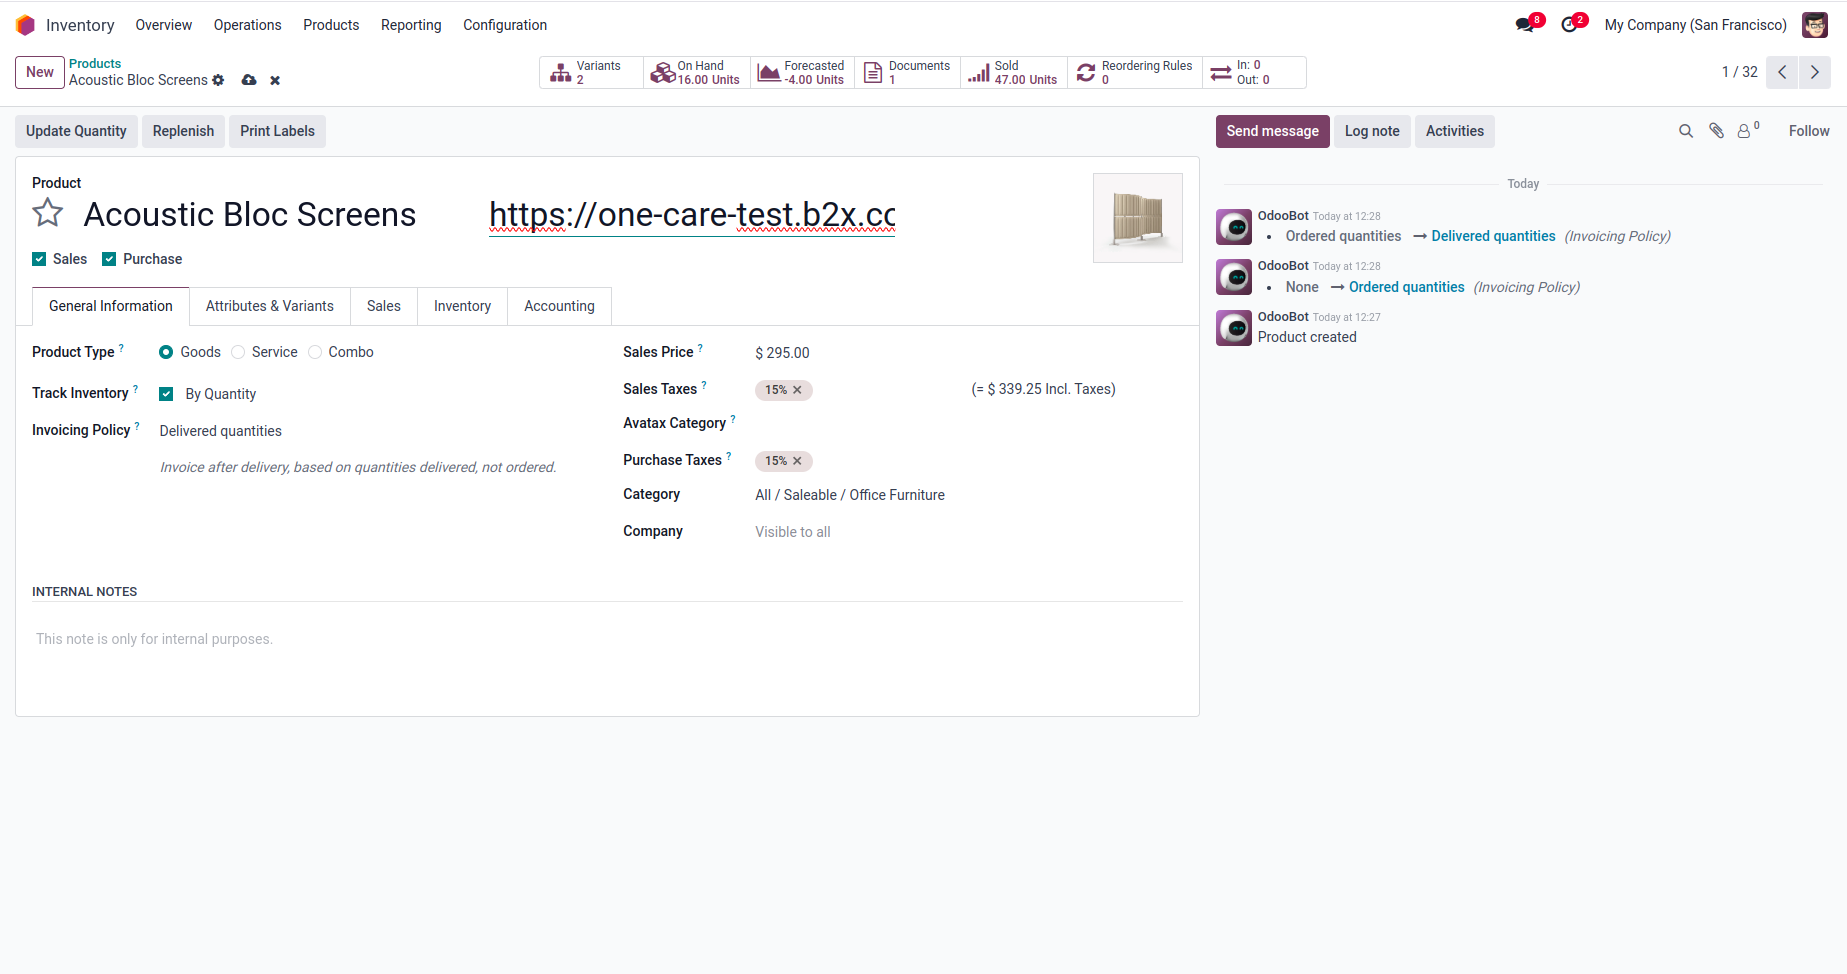 Inventory Overview Operations Products Reporting Configuration 8 2 My Company (San Francisco)
New Products
Acoustic Bloc Screens
Variants 2
On Hand 16.00 Units
Forecasted -4.00 Units
Documents 1
Sold 47.00 Units
Reordering Rules 0
In: 0
Out: 0
1 / 32
Update Quantity Replenish Print Labels
Send message Log note Activities 0 Follow
Product
Acoustic Bloc Screens https://one-care-test.b2x.cc
Sales Purchase
General Information Attributes & Variants Sales Inventory Accounting
Product Type ? Goods Service Combo
Track Inventory ? By Quantity
Invoicing Policy ? Delivered quantities
Invoice after delivery, based on quantities delivered, not ordered.
Sales Price ? $ 295.00
Sales Taxes ? 15% × (= $ 339.25 Incl. Taxes)
Avatax Category ?
Purchase Taxes ? 15% ×
Category All / Saleable / Office Furniture
Company Visible to all
INTERNAL NOTES
This note is only for internal purposes.
Today
OdooBot Today at 12:28
• Ordered quantities → Delivered quantities (Invoicing Policy)
OdooBot Today at 12:28
• None → Ordered quantities (Invoicing Policy)
OdooBot Today at 12:27
Product created